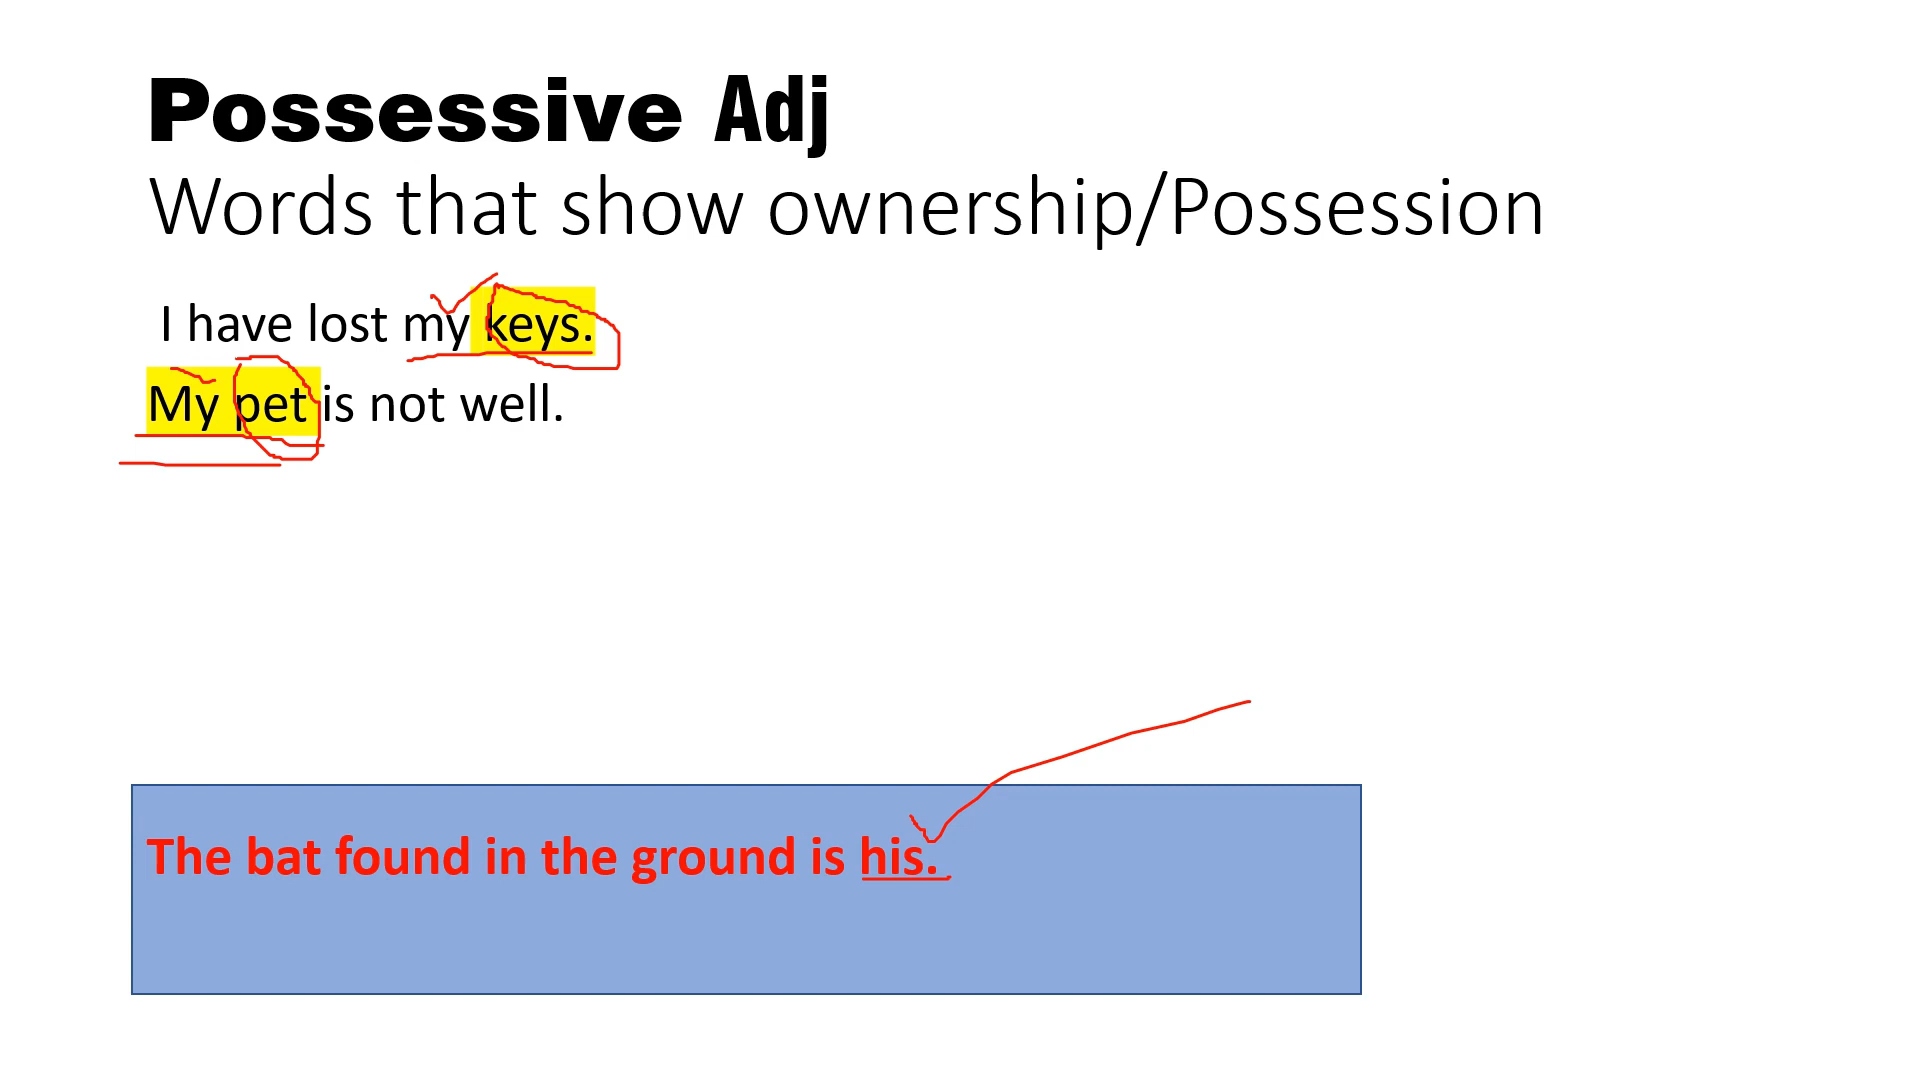 Possessive Adj
Words that show ownership/Possession
I have lost my keys.
My pet is not well.
The bat found in the ground is his.